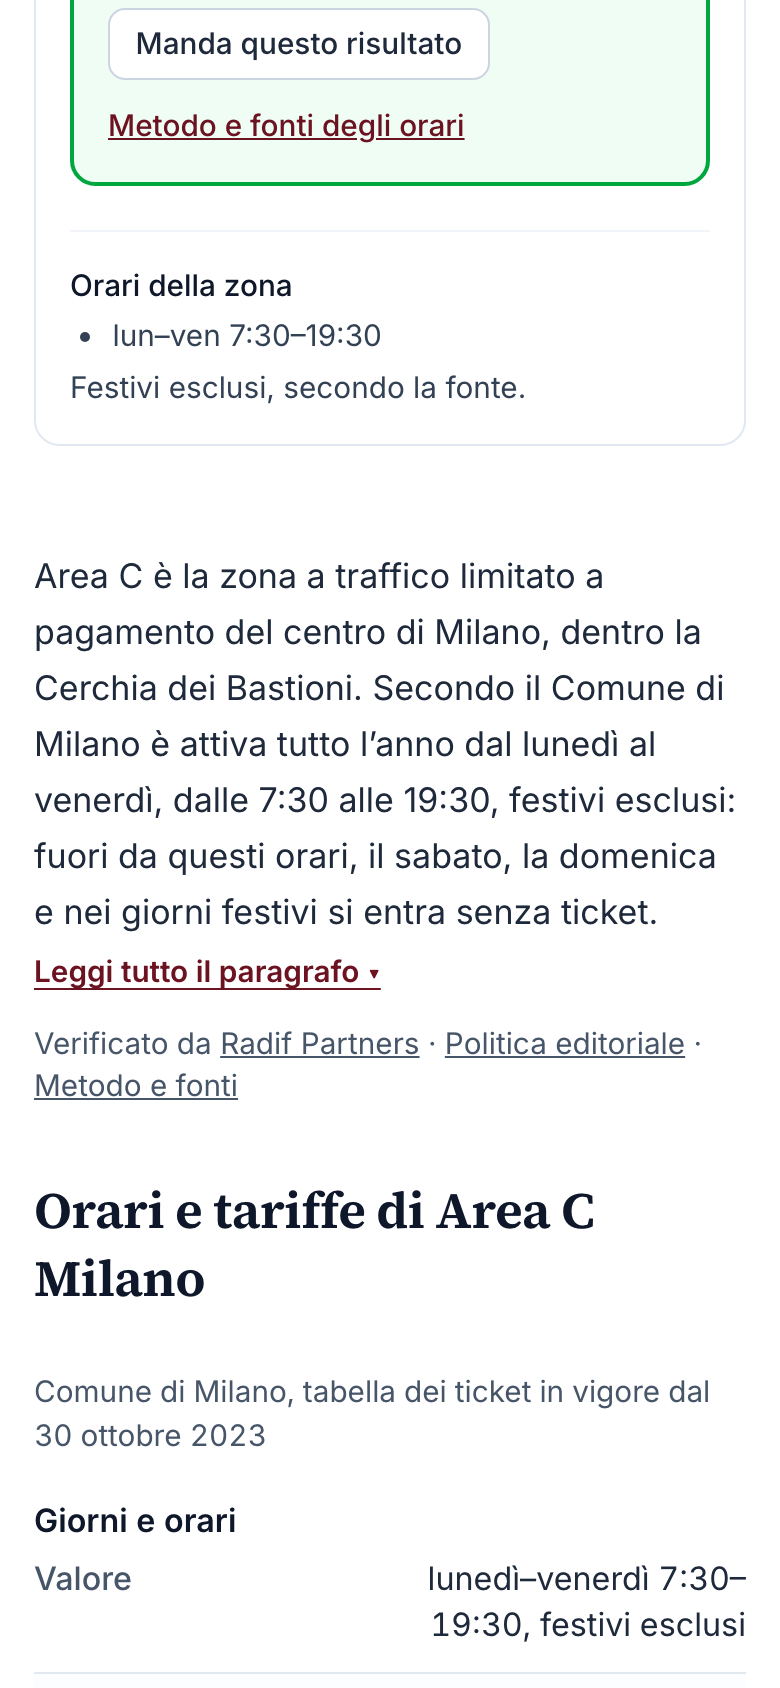 Manda questo risultato
Metodo e fonti degli orari
Orari della zona
• lun–ven 7:30–19:30
Festivi esclusi, secondo la fonte.
Area C è la zona a traffico limitato a
pagamento del centro di Milano, dentro la
Cerchia dei Bastioni. Secondo il Comune di
Milano è attiva tutto l’anno dal lunedì al
venerdì, dalle 7:30 alle 19:30, festivi esclusi:
fuori da questi orari, il sabato, la domenica
e nei giorni festivi si entra senza ticket.
Leggi tutto il paragrafo ▾
Verificato da Radif Partners · Politica editoriale ·
Metodo e fonti
Orari e tariffe di Area C
Milano
Comune di Milano, tabella dei ticket in vigore dal
30 ottobre 2023
Giorni e orari
Valore lunedì–venerdì 7:30–
19:30, festivi esclusi